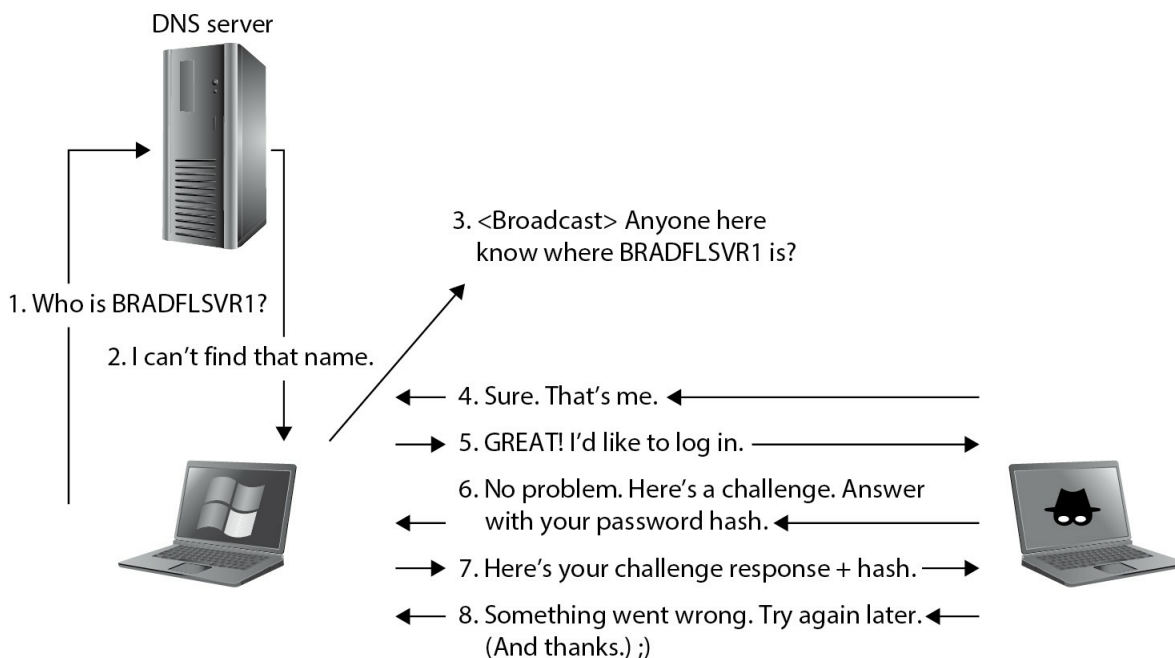 DNS server
3. <Broadcast> Anyone here
know where BRADFLSVR1 is?
1. Who is BRADFLSVR1?
2. I can’t find that name.
4. Sure. That’s me.
5. GREAT! I’d like to log in.
6. No problem. Here’s a challenge. Answer
with your password hash.
7. Here’s your challenge response + hash.
8. Something went wrong. Try again later.
(And thanks.) ;)